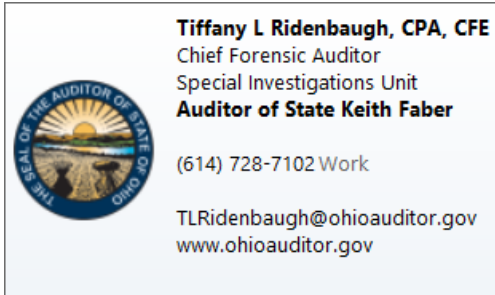 Tiffany L Ridenbaugh, CPA, CFE
Chief Forensic Auditor
Special Investigations Unit
Auditor of State Keith Faber
THE SEAL OF THE AUDITOR OF STATE OF OHIO
(614) 728-7102 Work
TLRidenbaugh@ohioauditor.gov
www.ohioauditor.gov